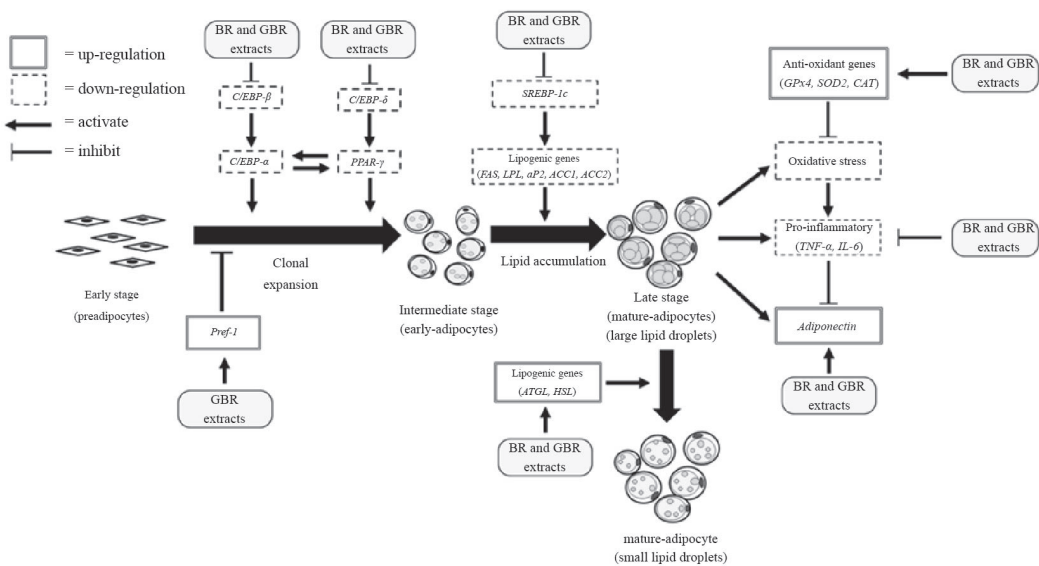 = up-regulation
= down-regulation
= activate
= inhibit
BR and GBR
extracts
BR and GBR
extracts
C/EBP-β
C/EBP-δ
C/EBP-α
PPAR-γ
BR and GBR
extracts
SREBP-1c
Lipogenic genes
(FAS, LPL, aP2, ACC1, ACC2)
Anti-oxidant genes
(GPx4, SOD2, CAT)
BR and GBR
extracts
Oxidative stress
Pro-inflammatory
(TNF-α, IL-6)
BR and GBR
extracts
Adiponectin
BR and GBR
extracts
Early stage
(preadipocytes)
Clonal
expansion
Pref-1
GBR
extracts
Intermediate stage
(early-adipocytes)
Lipid accumulation
Late stage
(mature-adipocytes)
(large lipid droplets)
Lipogenic genes
(ATGL, HSL)
BR and GBR
extracts
mature-adipocyte
(small lipid droplets)